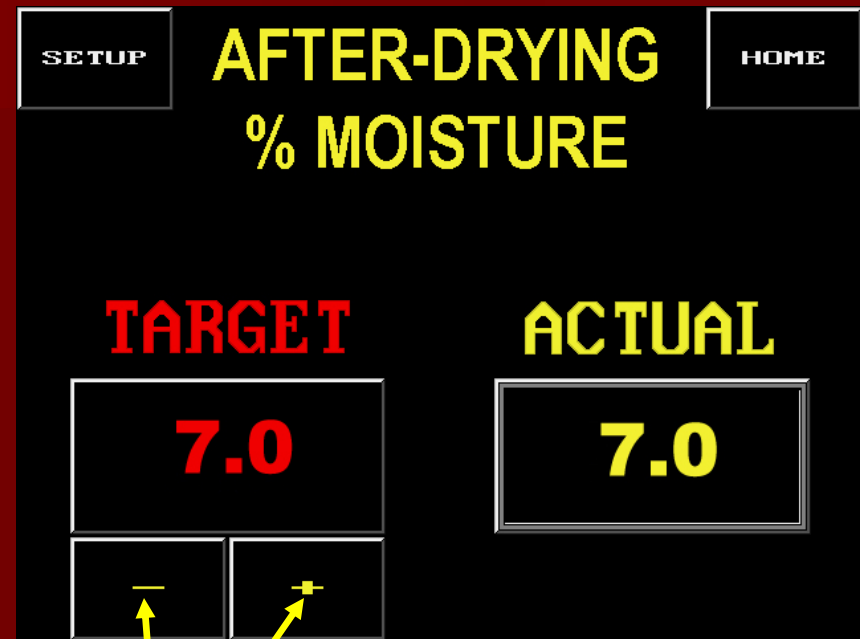 SETUP
AFTER-DRYING
HOME
% MOISTURE
TARGET
ACTUAL
7.0
7.0
— +